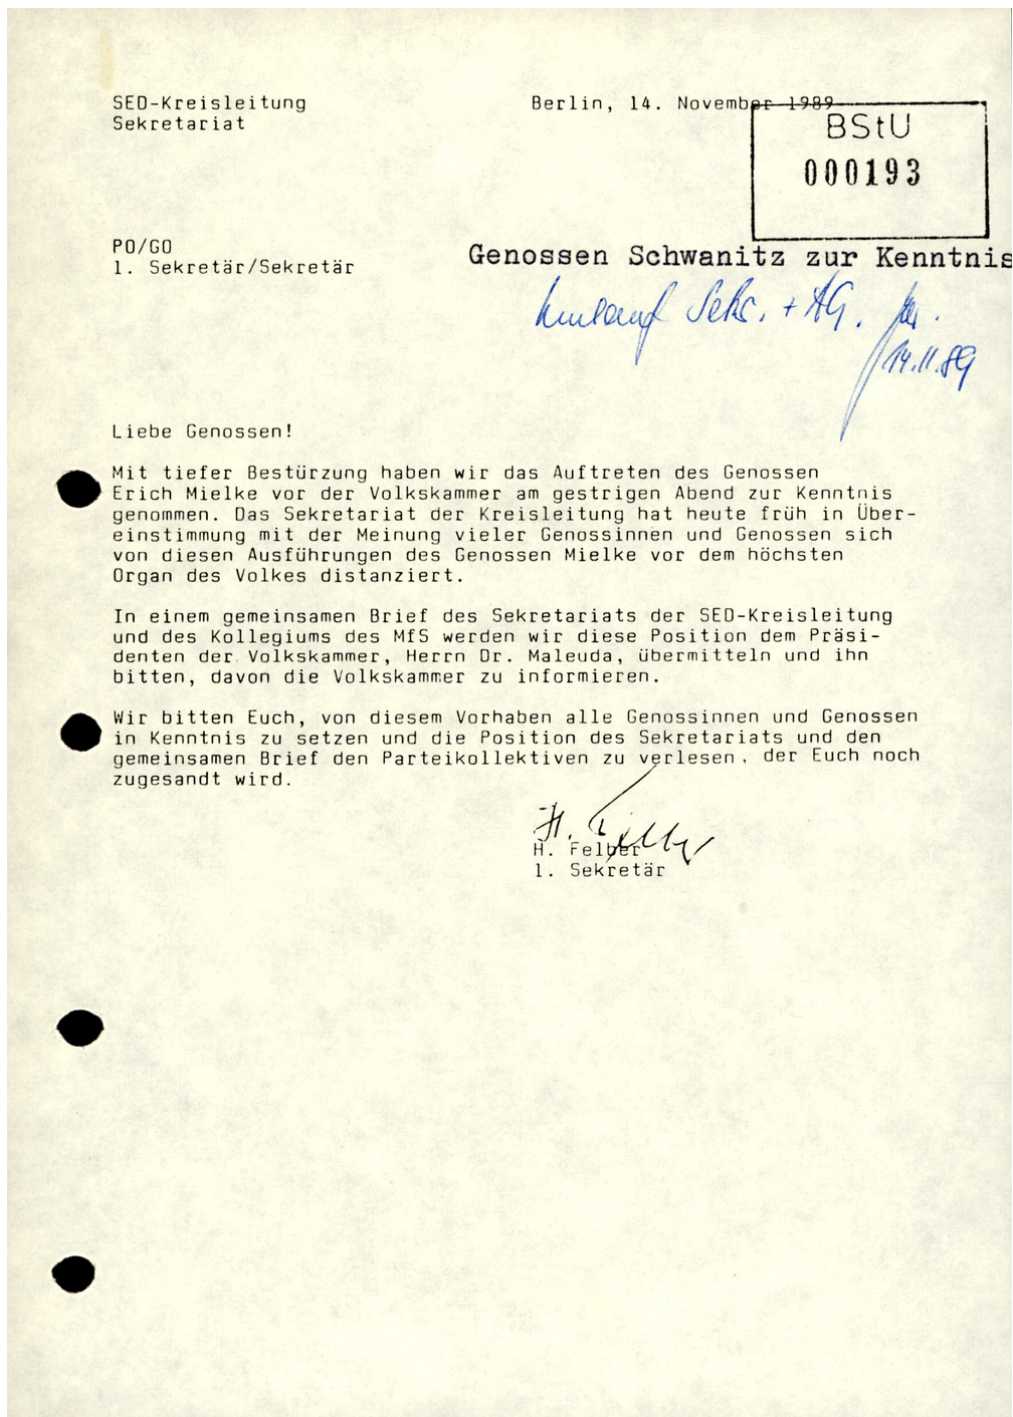 SED-Kreisleitung
Sekretariat
Berlin, 14. November 1989
BStU
000193
PO/GO
1. Sekretär/Sekretär
Genossen Schwanitz zur Kenntnis
Umlauf Sekr. + AG.
14.11.89
Liebe Genossen!
Mit tiefer Bestürzung haben wir das Auftreten des Genossen
Erich Mielke vor der Volkskammer am gestrigen Abend zur Kenntnis
genommen. Das Sekretariat der Kreisleitung hat heute früh in Über-
einstimmung mit der Meinung vieler Genossinnen und Genossen sich
von diesen Ausführungen des Genossen Mielke vor dem höchsten
Organ des Volkes distanziert.
In einem gemeinsamen Brief des Sekretariats der SED-Kreisleitung
und des Kollegiums des MfS werden wir diese Position dem Präsi-
denten der Volkskammer, Herrn Dr. Maleuda, übermitteln und ihn
bitten, davon die Volkskammer zu informieren.
Wir bitten Euch, von diesem Vorhaben alle Genossinnen und Genossen
in Kenntnis zu setzen und die Position des Sekretariats und den
gemeinsamen Brief den Parteikollektiven zu verlesen, der Euch noch
zugesandt wird.
H. Felber
H. Felber
1. Sekretär